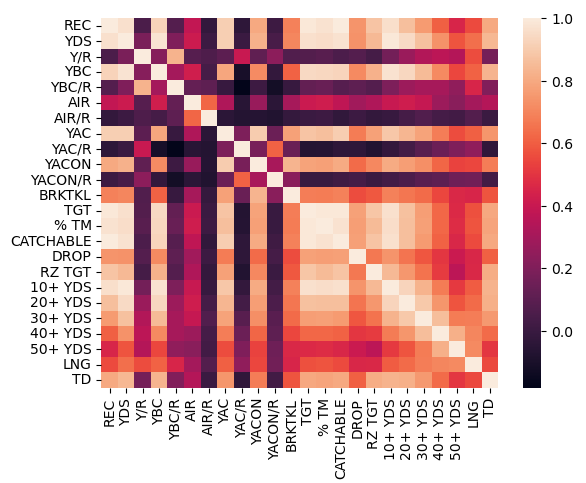 REC
YDS
Y/R
YBC
YBC/R
AIR
AIR/R
YAC
YAC/R
YACON
YACON/R
BRKTKL
TGT
% TM
CATCHABLE
DROP
RZ TGT
10+ YDS
20+ YDS
30+ YDS
40+ YDS
50+ YDS
LNG
TD
REC
YDS
Y/R
YBC
YBC/R
AIR
AIR/R
YAC
YAC/R
YACON
YACON/R
BRKTKL
TGT
% TM
CATCHABLE
DROP
RZ TGT
10+ YDS
20+ YDS
30+ YDS
40+ YDS
50+ YDS
LNG
TD
1.0
0.8
0.6
0.4
0.2
0.0